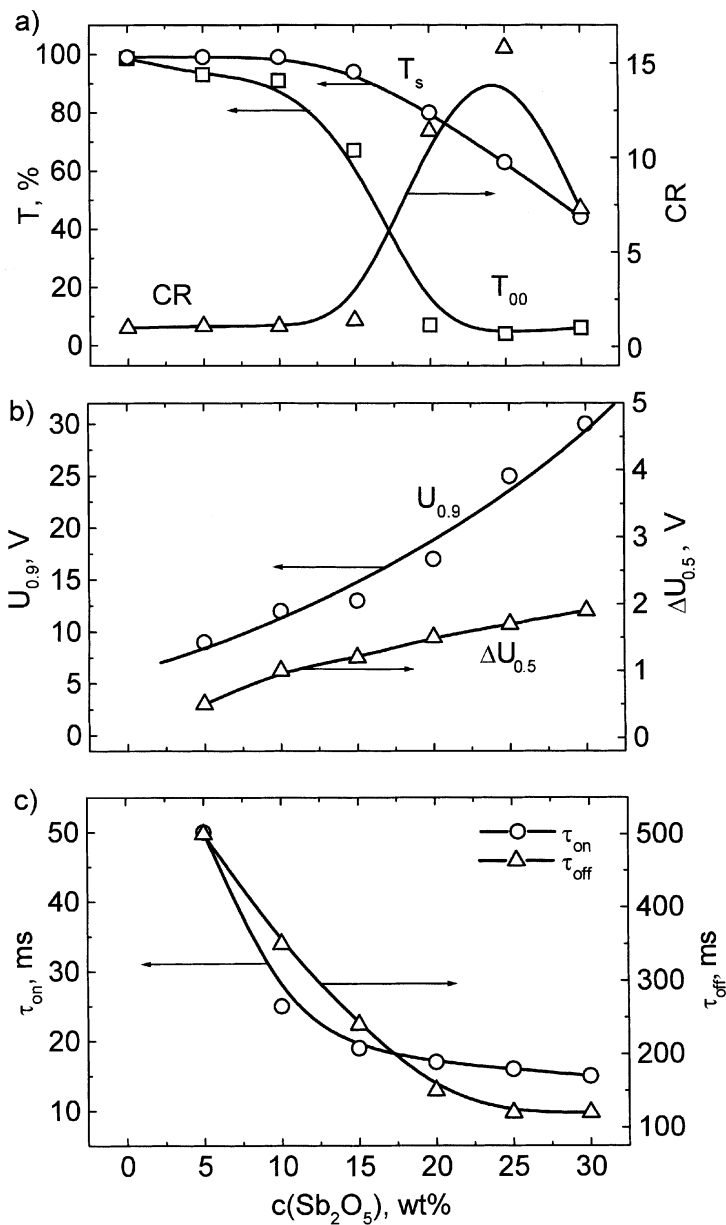 a)
100
80
60
40
20
0
T, %
15
10
5
0
CR
T_s
CR
T_00
b)
30
25
20
15
10
5
0
U_0.9, V
5
4
3
2
1
0
ΔU_0.5, V
U_0.9
ΔU_0.5
c)
50
40
30
20
10
τ_on, ms
500
400
300
200
100
τ_off, ms
τ_on
τ_off
0 5 10 15 20 25 30
c(Sb_2O_5), wt%